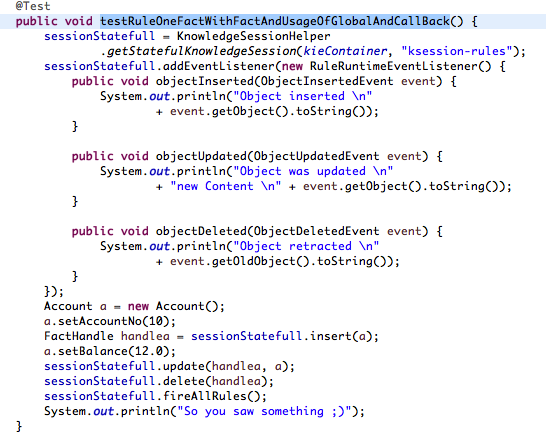 @Test
public void testRuleOneFactWithFactAndUsageOfGlobalAndCallBack() {
sessionStatefull = KnowledgeSessionHelper
.getStatefulKnowledgeSession(kieContainer, "ksession-rules");
sessionStatefull.addEventListener(new RuleRuntimeEventListener() {
public void objectInserted(ObjectInsertedEvent event) {
System.out.println("Object inserted \n"
+ event.getObject().toString());
}
public void objectUpdated(ObjectUpdatedEvent event) {
System.out.println("Object was updated \n"
+ "new Content \n" + event.getObject().toString());
}
public void objectDeleted(ObjectDeletedEvent event) {
System.out.println("Object retracted \n"
+ event.getOldObject().toString());
}
});
Account a = new Account();
a.setAccountNo(10);
FactHandle handlea = sessionStatefull.insert(a);
a.setBalance(12.0);
sessionStatefull.update(handlea, a);
sessionStatefull.delete(handlea);
sessionStatefull.fireAllRules();
System.out.println("So you saw something ;)");
}